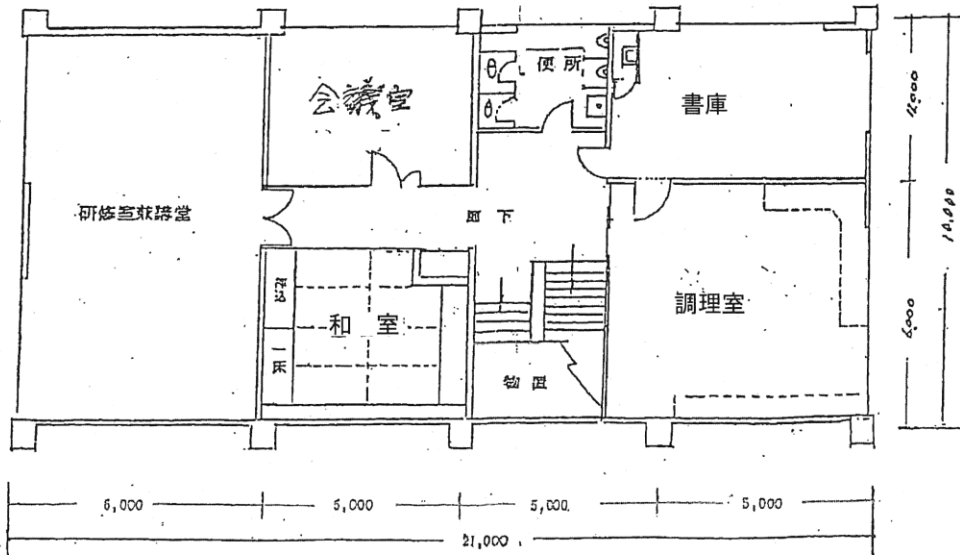 便所
会議室
書庫
研修室兼講堂
廊下
和室
床
調理室
物置
4,000
6,000
10,000
6,000
5,000
5,000
5,000
21,000